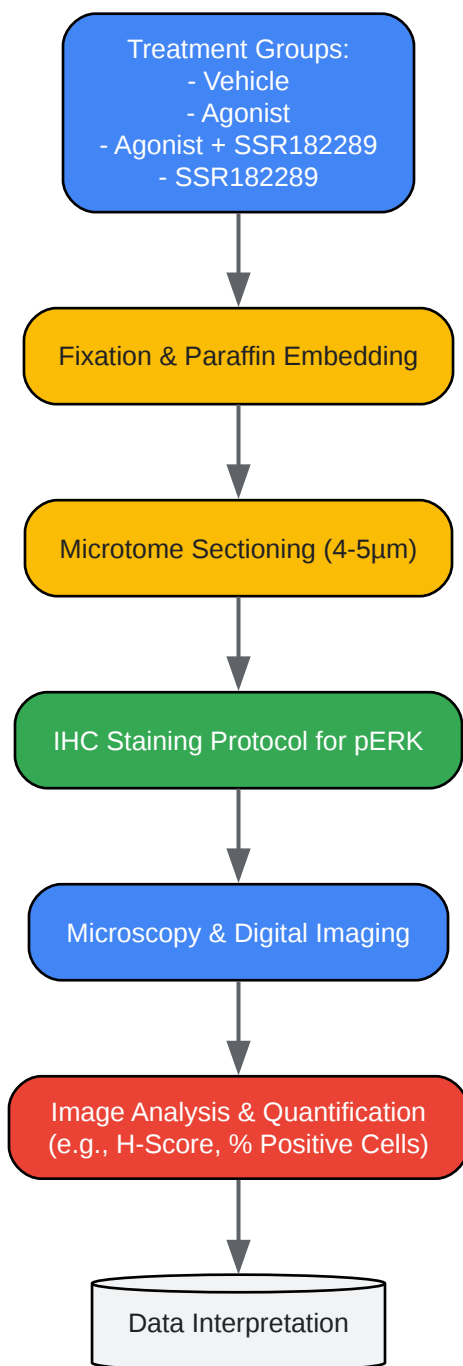 Treatment Groups:
- Vehicle
- Agonist
- Agonist + SSR182289
- SSR182289
Fixation & Paraffin Embedding
Microtome Sectioning (4-5µm)
IHC Staining Protocol for pERK
Microscopy & Digital Imaging
Image Analysis & Quantification
(e.g., H-Score, % Positive Cells)
Data Interpretation